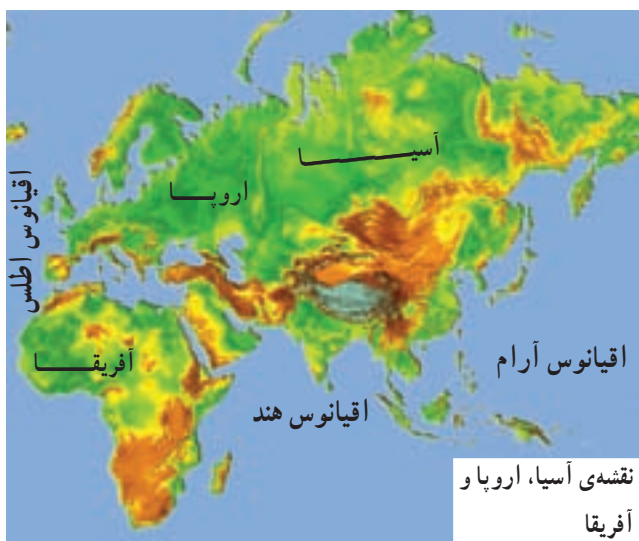 آسیا
اروپا
اقیانوس اطلس
آفریقا
اقیانوس آرام
اقیانوس هند
نقشه‌ی آسیا، اروپا و
آفریقا